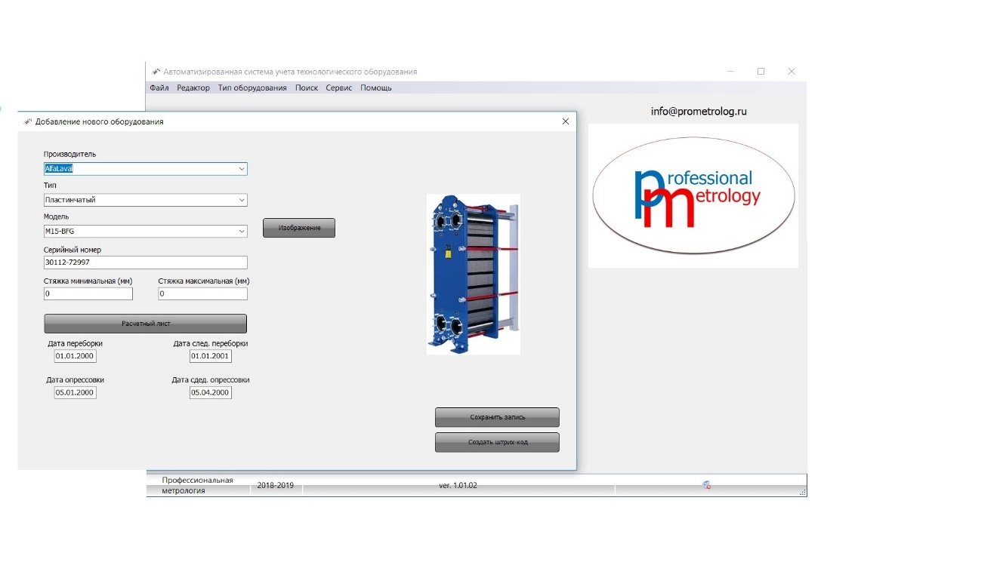 Автоматизированная система учета технологического оборудования
Файл Редактор Тип оборудования Поиск Сервис Помощь
info@prometrolog.ru
Professional
metrology
Добавление нового оборудования
Производитель
AlfaLaval
Тип
Пластинчатый
Модель
M15-BFG
Изображение
Серийный номер
30112-72997
Стяжка минимальная (мм) Стяжка максимальная (мм)
0 0
Расчетный лист
Дата переборки Дата след. переборки
01.01.2000 01.01.2001
Дата опрессовки Дата сдед. опрессовки
05.01.2000 05.04.2000
Сохранить запись
Создать штрих-код
Профессиональная
метрология
2018-2019 ver. 1.01.02